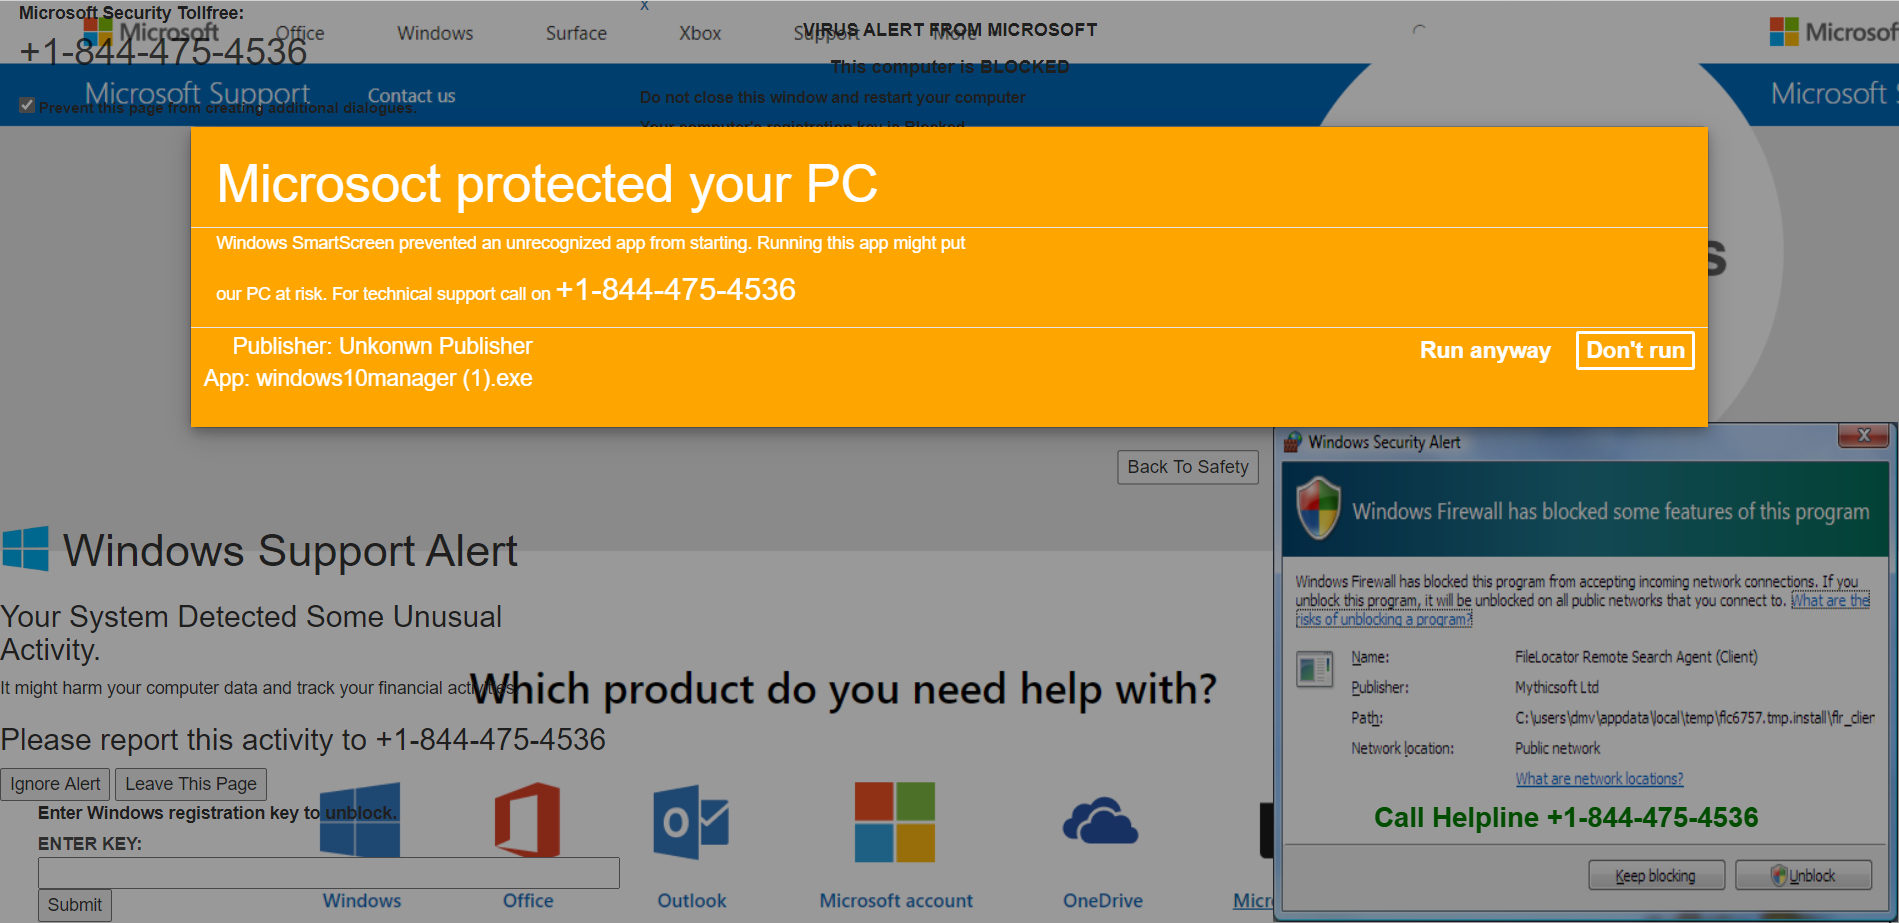 Microsoft Security Tollfree:
+1-844-475-4536
Prevent this page from creating additional dialogues.
Microsoft Office Windows Surface Xbox Support More
Microsoft Support Contact us
X
VIRUS ALERT FROM MICROSOFT
This computer is BLOCKED
Do not close this window and restart your computer
Your computer's registration key is Blocked
Microsof
Microsoft S
Microsoct protected your PC
Windows SmartScreen prevented an unrecognized app from starting. Running this app might put
our PC at risk. For technical support call on +1-844-475-4536
Publisher: Unkonwn Publisher
App: windows10manager (1).exe
Run anyway Don't run
s
Back To Safety
Windows Support Alert
Your System Detected Some Unusual
Activity.
It might harm your computer data and track your financial activities
Please report this activity to +1-844-475-4536
Ignore Alert Leave This Page
Enter Windows registration key to unblock.
ENTER KEY:
Submit
Which product do you need help with?
Windows Office Outlook Microsoft account OneDrive Micr
Windows Security Alert
X
Windows Firewall has blocked some features of this program
Windows Firewall has blocked this program from accepting incoming network connections. If you
unblock this program, it will be unblocked on all public networks that you connect to. What are the
risks of unblocking a program?
Name: FileLocator Remote Search Agent (Client)
Publisher: Mythicsoft Ltd
Path: C:\users\dmv\appdata\local\temp\flc6757.tmp.install\flr_clien
Network location: Public network
What are network locations?
Call Helpline +1-844-475-4536
Keep blocking Unblock